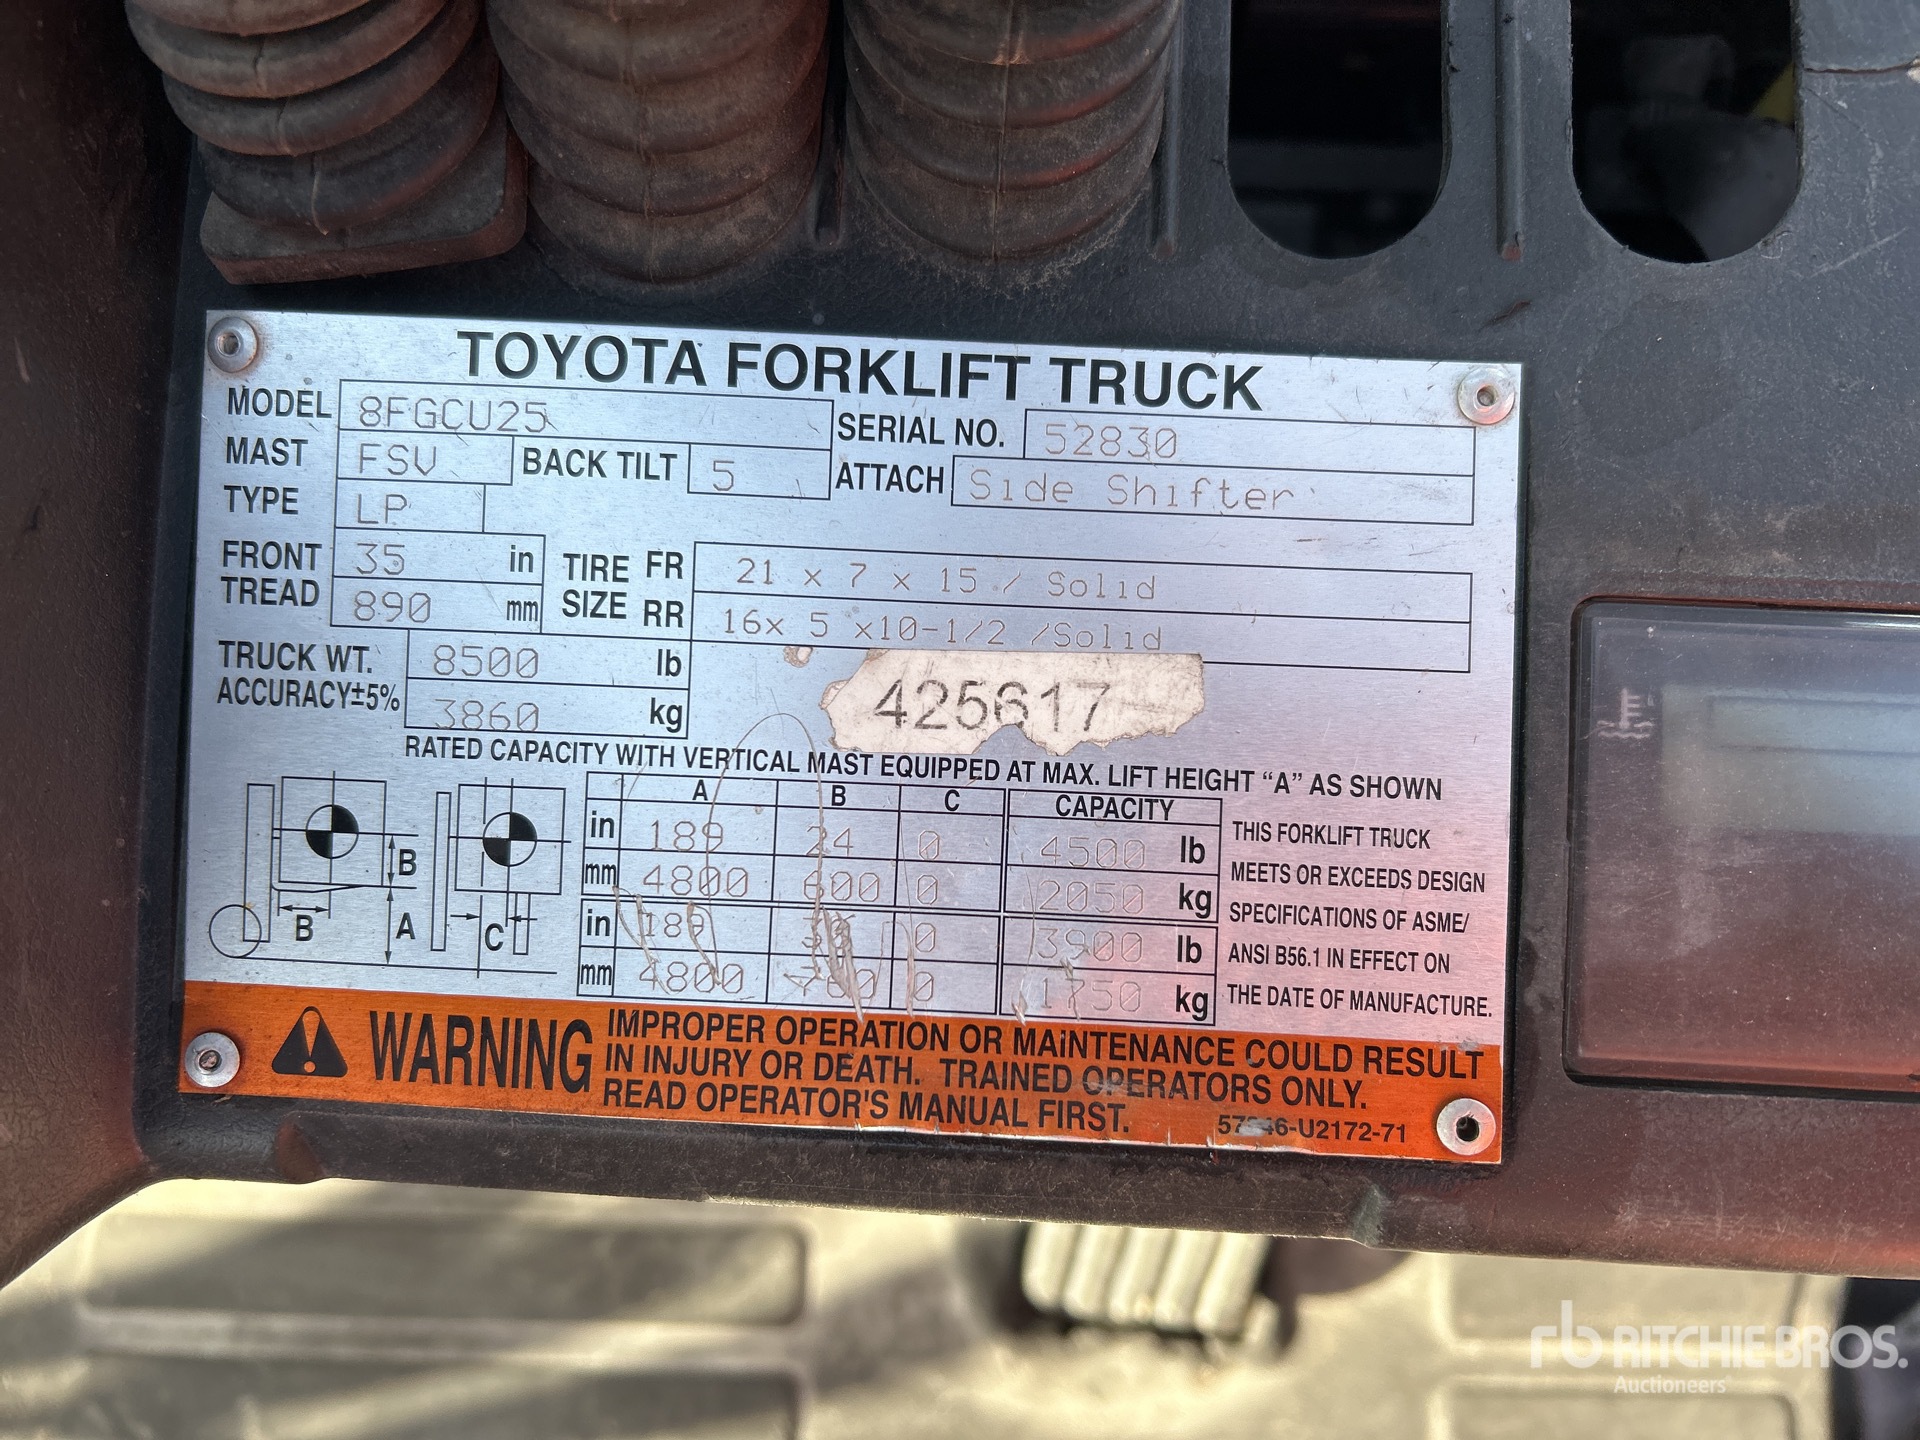 TOYOTA FORKLIFT TRUCK
MODEL 8FGCU25 SERIAL NO. 52830
MAST FSV BACK TILT 5 ATTACH Side Shifter
TYPE LP
FRONT TREAD 35 in
890 mm
TIRE SIZE FR 21 x 7 x 15 / Solid
RR 16x 5 x10-1/2 /Solid
TRUCK WT. 8500 lb
ACCURACY±5% 3860 kg
425617
RATED CAPACITY WITH VERTICAL MAST EQUIPPED AT MAX. LIFT HEIGHT “A” AS SHOWN
A B C CAPACITY
in 189 24 0 4500 lb
mm 4800 600 0 2050 kg
in 189 0 3900 lb
mm 4800 760 0 1750 kg
B
B
A
C
THIS FORKLIFT TRUCK
MEETS OR EXCEEDS DESIGN
SPECIFICATIONS OF ASME/
ANSI B56.1 IN EFFECT ON
THE DATE OF MANUFACTURE.
WARNING
IMPROPER OPERATION OR MAINTENANCE COULD RESULT
IN INJURY OR DEATH. TRAINED OPERATORS ONLY.
READ OPERATOR'S MANUAL FIRST.
-U2172-71
rb RITCHIE BROS.
Auctioneers